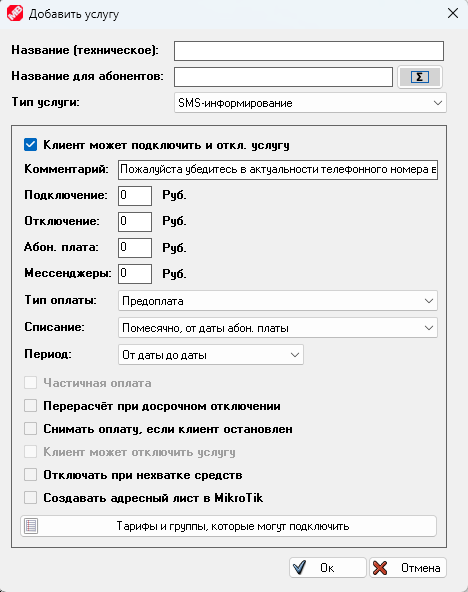 Добавить услугу
Название (техническое):
Название для абонентов: Σ
Тип услуги: SMS-информирование
Клиент может подключить и откл. услугу
Комментарий: Пожалуйста убедитесь в актуальности телефонного номера в
Подключение: 0 Руб.
Отключение: 0 Руб.
Абон. плата: 0 Руб.
Мессенджеры: 0 Руб.
Тип оплаты: Предоплата
Списание: Помесячно, от даты абон. платы
Период: От даты до даты
Частичная оплата
Перерасчёт при досрочном отключении
Снимать оплату, если клиент остановлен
Клиент может отключить услугу
Отключать при нехватке средств
Создавать адресный лист в MikroTik
Тарифы и группы, которые могут подключить
Ок Отмена